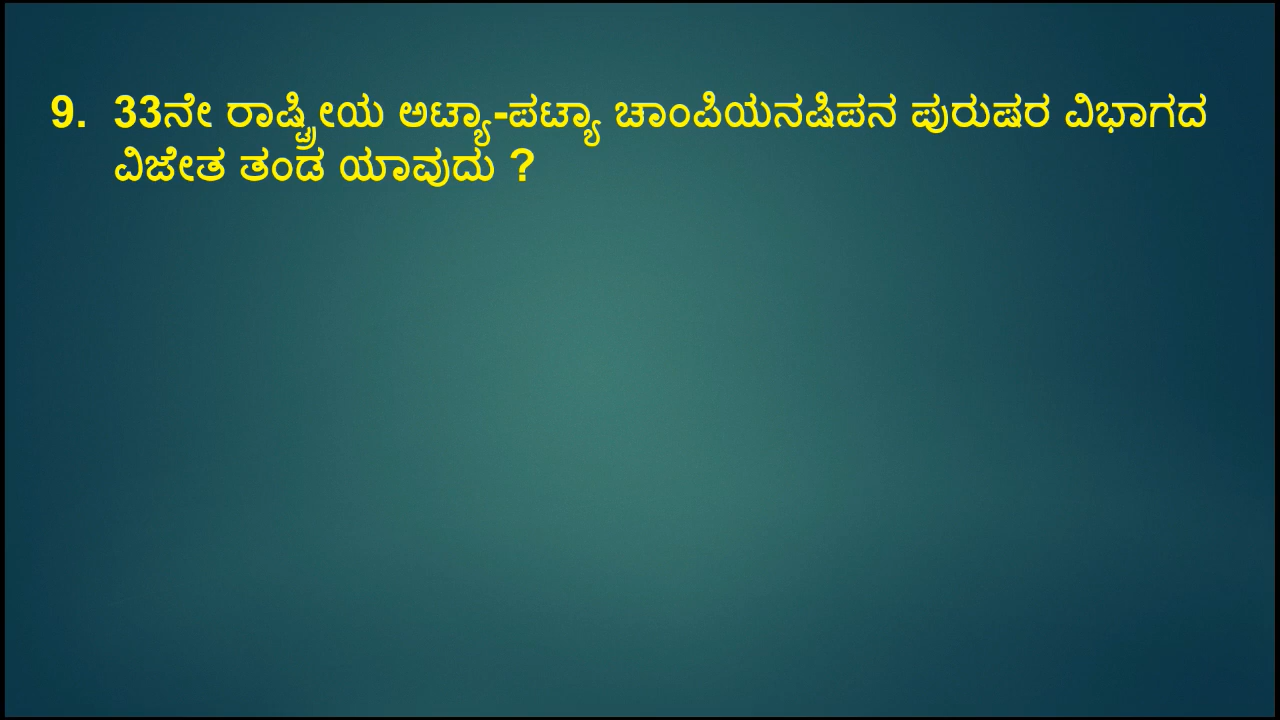 9. 33ನೇ ರಾಷ್ಟ್ರೀಯ ಅಟ್ಯಾ-ಪಟ್ಯಾ ಚಾಂಪಿಯನಷಿಪನ ಪುರುಷರ ವಿಭಾಗದ
ವಿಜೇತ ತಂಡ ಯಾವುದು ?